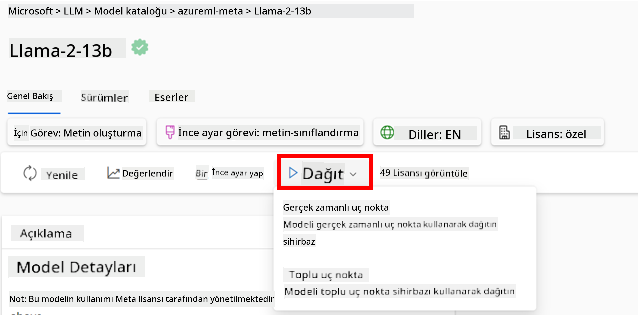 Microsoft > LLM > Model kataloğu > azureml-meta > Llama-2-13b
Llama-2-13b
Genel Bakış Sürümler Eserler
İçin Görev: Metin oluşturma İnce ayar görevi: metin-sınıflandırma Diller: EN Lisans: özel
Yenile Değerlendir Bir İnce ayar yap Dağıt 49 Lisansı görüntüle
Gerçek zamanlı uç nokta
Modeli gerçek zamanlı uç nokta kullanarak dağıtın
sihirbaz
Açıklama
Toplu uç nokta
Model Detayları
Modeli toplu uç nokta sihirbazı kullanarak dağıtın
Not: Bu modelin kullanımı Meta lisansı tarafından yönetilmektedir